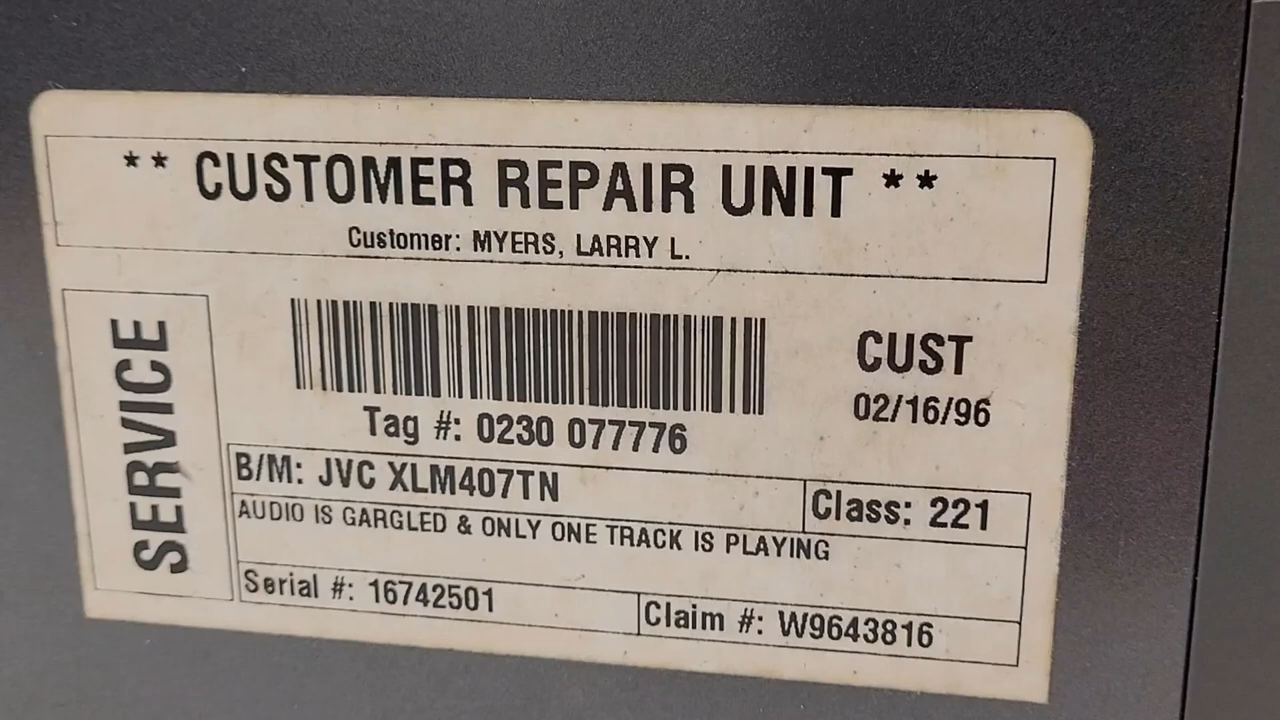 ** CUSTOMER REPAIR UNIT **
Customer: MYERS, LARRY L.
SERVICE
CUST
02/16/96
Tag #: 0230 077776
B/M: JVC XLM407TN
Class: 221
AUDIO IS GARGLED & ONLY ONE TRACK IS PLAYING
Serial #: 16742501
Claim #: W9643816